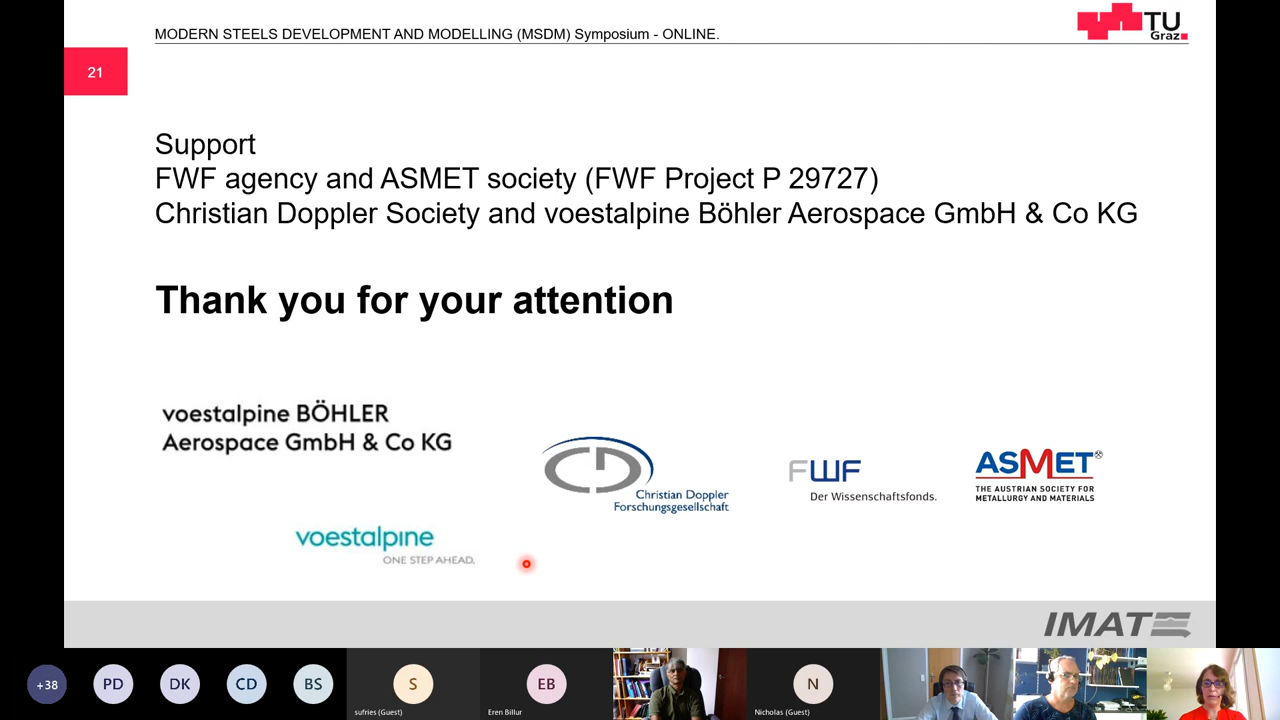 MODERN STEELS DEVELOPMENT AND MODELLING (MSDM) Symposium - ONLINE.
TU
Graz
21
Support
FWF agency and ASMET society (FWF Project P 29727)
Christian Doppler Society and voestalpine Böhler Aerospace GmbH & Co KG
Thank you for your attention
voestalpine BÖHLER
Aerospace GmbH & Co KG
CD
Christian Doppler
Forschungsgesellschaft
FWF
Der Wissenschaftsfonds.
ASMET
THE AUSTRIAN SOCIETY FOR
METALLURGY AND MATERIALS
voestalpine
ONE STEP AHEAD.
IMAT
+38
PD
DK
CD
BS
S
sufries (Guest)
EB
Eren Billur
N
Nicholas (Guest)